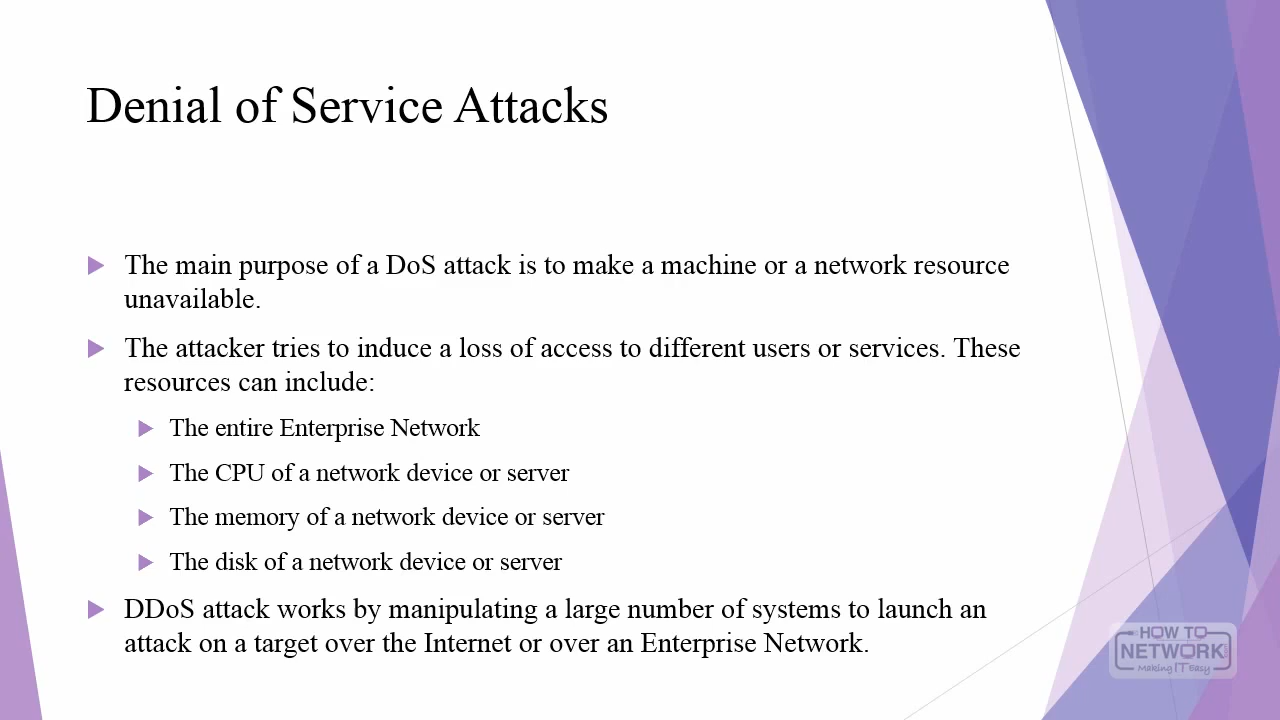 Denial of Service Attacks
The main purpose of a DoS attack is to make a machine or a network resource
unavailable.
The attacker tries to induce a loss of access to different users or services. These
resources can include:
The entire Enterprise Network
The CPU of a network device or server
The memory of a network device or server
The disk of a network device or server
DDoS attack works by manipulating a large number of systems to launch an
attack on a target over the Internet or over an Enterprise Network.
HOW TO
NETWORK
Making IT Easy